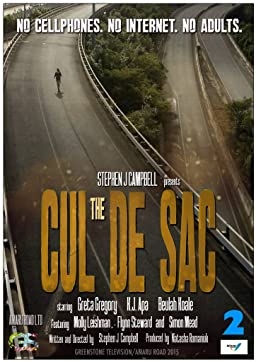 NO CELLPHONES. NO INTERNET. NO ADULTS.
STEPHEN J CAMPBELL presents
THE
CUL DE SAC
starring Greta Gregory K.J. Apa Beulah Koale
Featuring Molly Leishman, Flynn Steward and Simon Mead
Written and Directed by Stephen J Campbell Produced by Natasha Romaniuk
GREENSTONE TELEVISION/ARIARU ROAD 2015
2